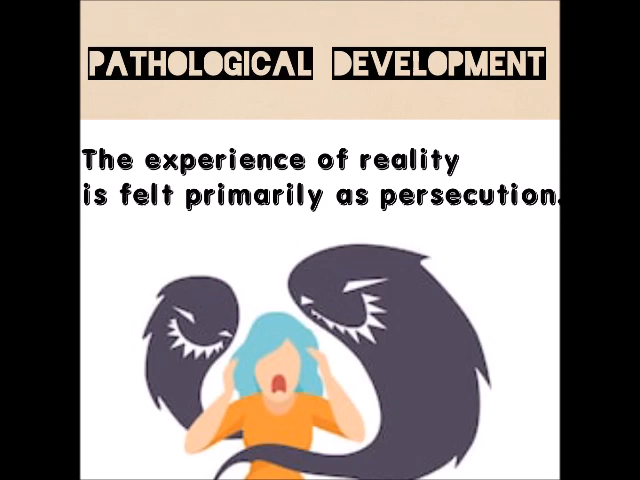 PATHOLOGICAL DEVELOPMENT
The experience of reality
is felt primarily as persecution.